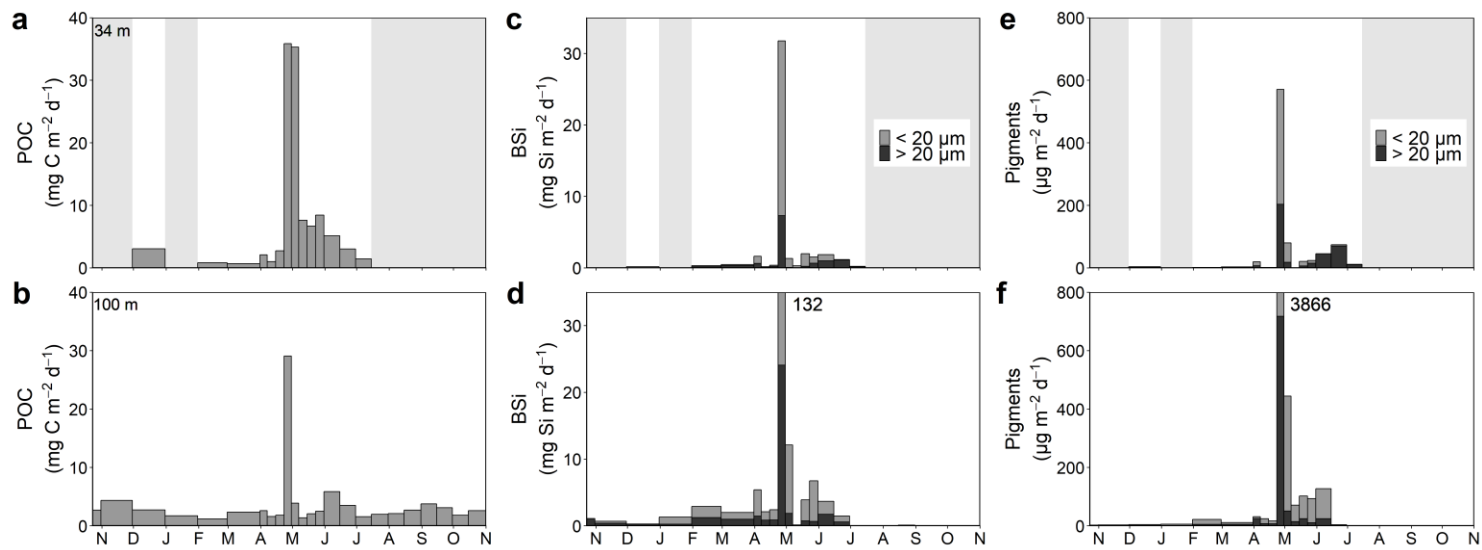 a
34 m
40
30
20
10
0
POC
(mg C m⁻² d⁻¹)
c
30
20
10
0
BSi
(mg Si m⁻² d⁻¹)
< 20 µm
> 20 µm
N D J F M A M J J A S O N
e
800
600
400
200
0
Pigments
(µg m⁻² d⁻¹)
< 20 µm
> 20 µm
N D J F M A M J J A S O N
b
100 m
40
30
20
10
0
POC
(mg C m⁻² d⁻¹)
N D J F M A M J J A S O N
d
132
30
20
10
0
BSi
(mg Si m⁻² d⁻¹)
N D J F M A M J J A S O N
f
3866
800
600
400
200
0
Pigments
(µg m⁻² d⁻¹)
N D J F M A M J J A S O N